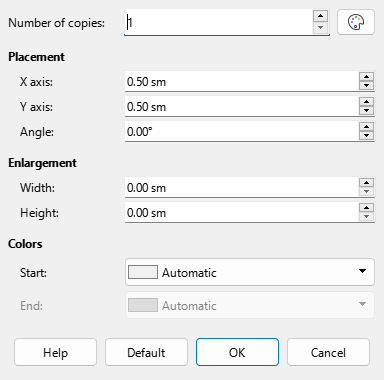 Number of copies: 1
Placement
X axis: 0.50 sm
Y axis: 0.50 sm
Angle: 0.00°
Enlargement
Width: 0.00 sm
Height: 0.00 sm
Colors
Start: Automatic
End: Automatic
Help Default OK Cancel